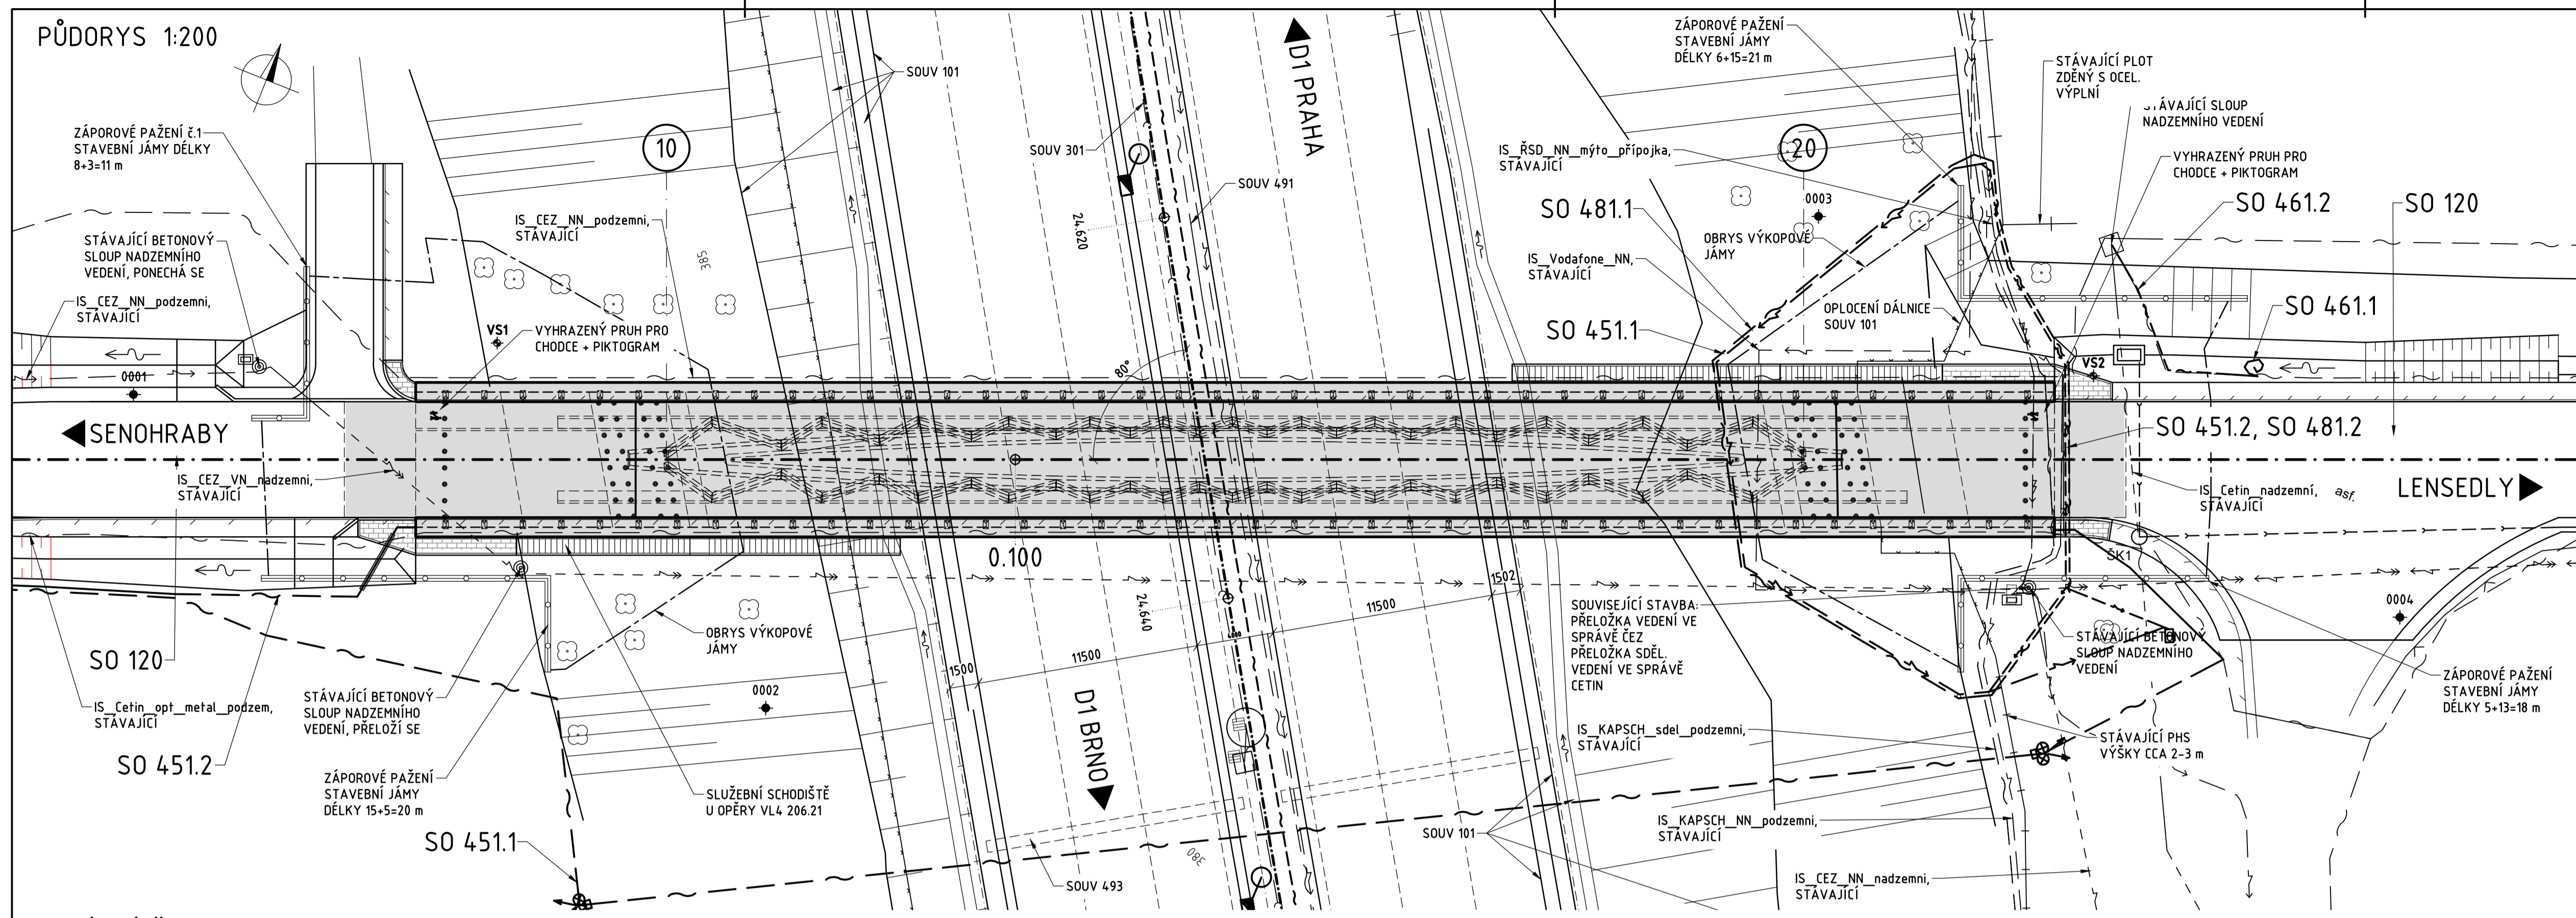 PŮDORYS 1:200
ZÁPOROVÉ PAŽENÍ č.1
STAVEBNÍ JÁMY DÉLKY
8+3=11 m
STÁVAJÍCÍ BETONOVÝ
SLOUP NADZEMNÍHO
VEDENÍ, PONECHÁ SE
IS_CEZ_NN_podzemni,
STÁVAJÍCÍ
0001
SENOHRABY
IS_CEZ_VN_nadzemni,
STÁVAJÍCÍ
SO 120
IS_Cetin_opt_metal_podzem,
STÁVAJÍCÍ
SO 451.2
STÁVAJÍCÍ BETONOVÝ
SLOUP NADZEMNÍHO
VEDENÍ, PŘELOŽÍ SE
ZÁPOROVÉ PAŽENÍ
STAVEBNÍ JÁMY
DÉLKY 15+5=20 m
SO 451.1
10
IS_CEZ_NN_podzemni,
STÁVAJÍCÍ
385
VS1
VYHRAZENÝ PRUH PRO
CHODCE + PIKTOGRAM
OBRYS VÝKOPOVÉ
JÁMY
0002
SLUŽEBNÍ SCHODIŠTĚ
U OPĚRY VL4 206.21
SOUV 101
SOUV 301
SOUV 491
24.620
D1 PRAHA
80°
0.100
24.640
1500
11500
4000
11500
1502
D1 BRNO
SOUV 493
380
SOUV 101
ZÁPOROVÉ PAŽENÍ
STAVEBNÍ JÁMY
DÉLKY 6+15=21 m
IS_ŘSD_NN_mýto_přípojka,
STÁVAJÍCÍ
20
0003
SO 481.1
OBRYS VÝKOPOVÉ
JÁMY
IS_Vodafone_NN,
STÁVAJÍCÍ
OPLOCENÍ DÁLNICE
SOUV 101
SO 451.1
STÁVAJÍCÍ PLOT
ZDĚNÝ S OCEL.
VÝPLNÍ
STÁVAJÍCÍ SLOUP
NADZEMNÍHO VEDENÍ
VYHRAZENÝ PRUH PRO
CHODCE + PIKTOGRAM
SO 461.2
SO 120
SO 461.1
VS2
SO 451.2, SO 481.2
IS_Cetin_nadzemní,
STÁVAJÍCÍ
asf.
LENSEDLY
ŠK1
0004
SOUVISEJÍCÍ STAVBA:
PŘELOŽKA VEDENÍ VE
SPRÁVĚ ČEZ
PŘELOŽKA SDĚL.
VEDENÍ VE SPRÁVĚ
CETIN
STÁVAJÍCÍ BETONOVÝ
SLOUP NADZEMNÍHO
VEDENÍ
ZÁPOROVÉ PAŽENÍ
STAVEBNÍ JÁMY
DÉLKY 5+13=18 m
IS_KAPSCH_sdel_podzemni,
STÁVAJÍCÍ
STÁVAJÍCÍ PHS
VÝŠKY CCA 2-3 m
IS_KAPSCH_NN_podzemni,
STÁVAJÍCÍ
IS_CEZ_NN_nadzemni,
STÁVAJÍCÍ